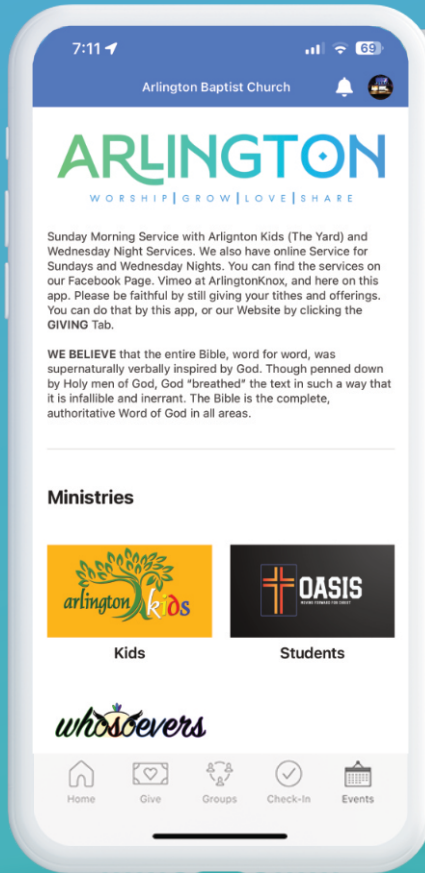 7:11
69
Arlington Baptist Church
ARLINGTON
WORSHIP|GROW|LOVE|SHARE
Sunday Morning Service with Arlignton Kids (The Yard) and
Wednesday Night Services. We also have online Service for
Sundays and Wednesday Nights. You can find the services on
our Facebook Page. Vimeo at ArlingtonKnox, and here on this
app. Please be faithful by still giving your tithes and offerings.
You can do that by this app, or our Website by clicking the
GIVING Tab.
WE BELIEVE that the entire Bible, word for word, was
supernaturally verbally inspired by God. Though penned down
by Holy men of God, God “breathed” the text in such a way that
it is infallible and inerrant. The Bible is the complete,
authoritative Word of God in all areas.
Ministries
arlington kids
OASIS
MOVING FORWARD FOR CHRIST
Kids
Students
whosoevers
Home
Give
Groups
Check-In
Events